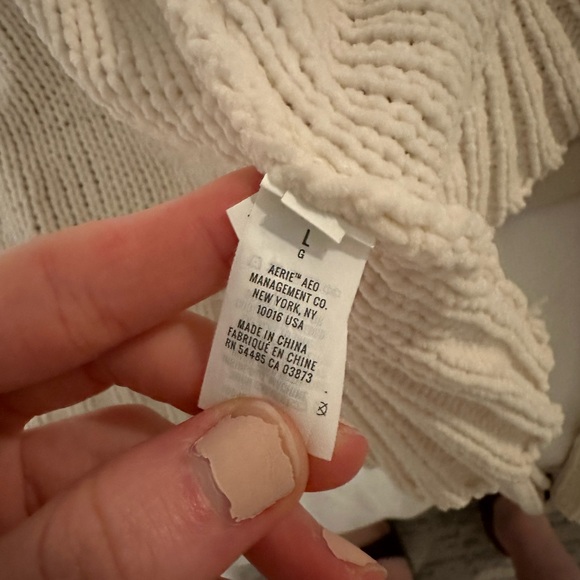 L
G
AERIE™ AEO
MANAGEMENT CO.
NEW YORK, NY
10016 USA
MADE IN CHINA
FABRIQUÉ EN CHINE
RN 54485 CA 03873